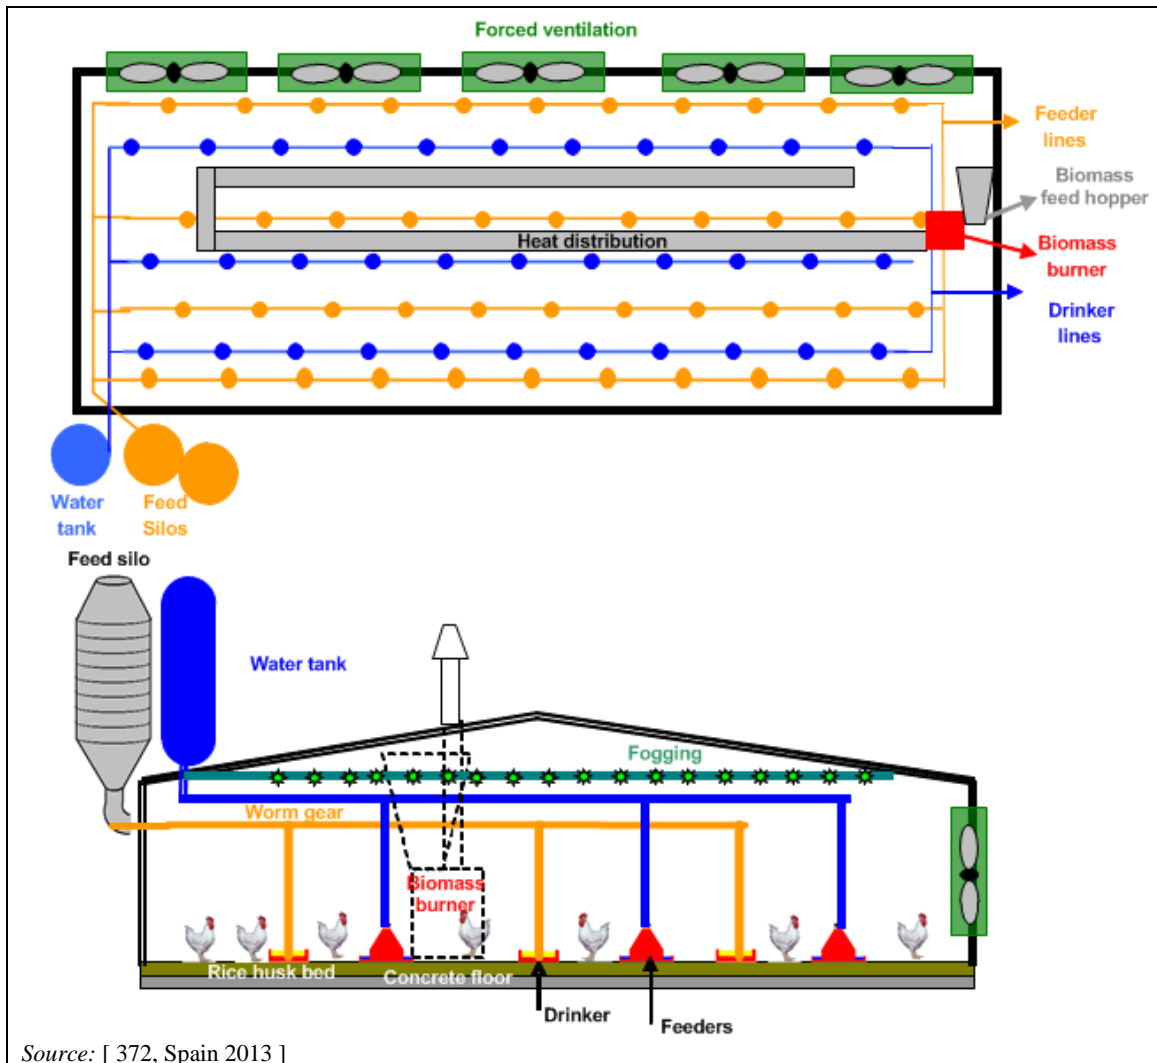 Forced ventilation
Feeder
lines
Biomass
feed hopper
Heat distribution
Biomass
burner
Drinker
lines
Water
tank
Feed
Silos
Feed silo
Water tank
Fogging
Worm gear
Biomass
burner
Rice husk bed
Concrete floor
Drinker
Feeders
Source: [ 372, Spain 2013 ]